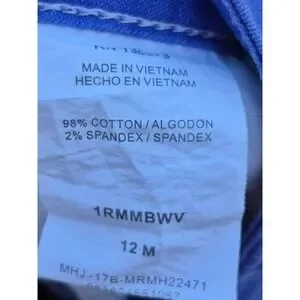 MADE IN VIETNAM
HECHO EN VIETNAM
98% COTTON / ALGODON
2% SPANDEX / SPANDEX
1RMMBWV
12 M
MHJ-17B-MRMH22471